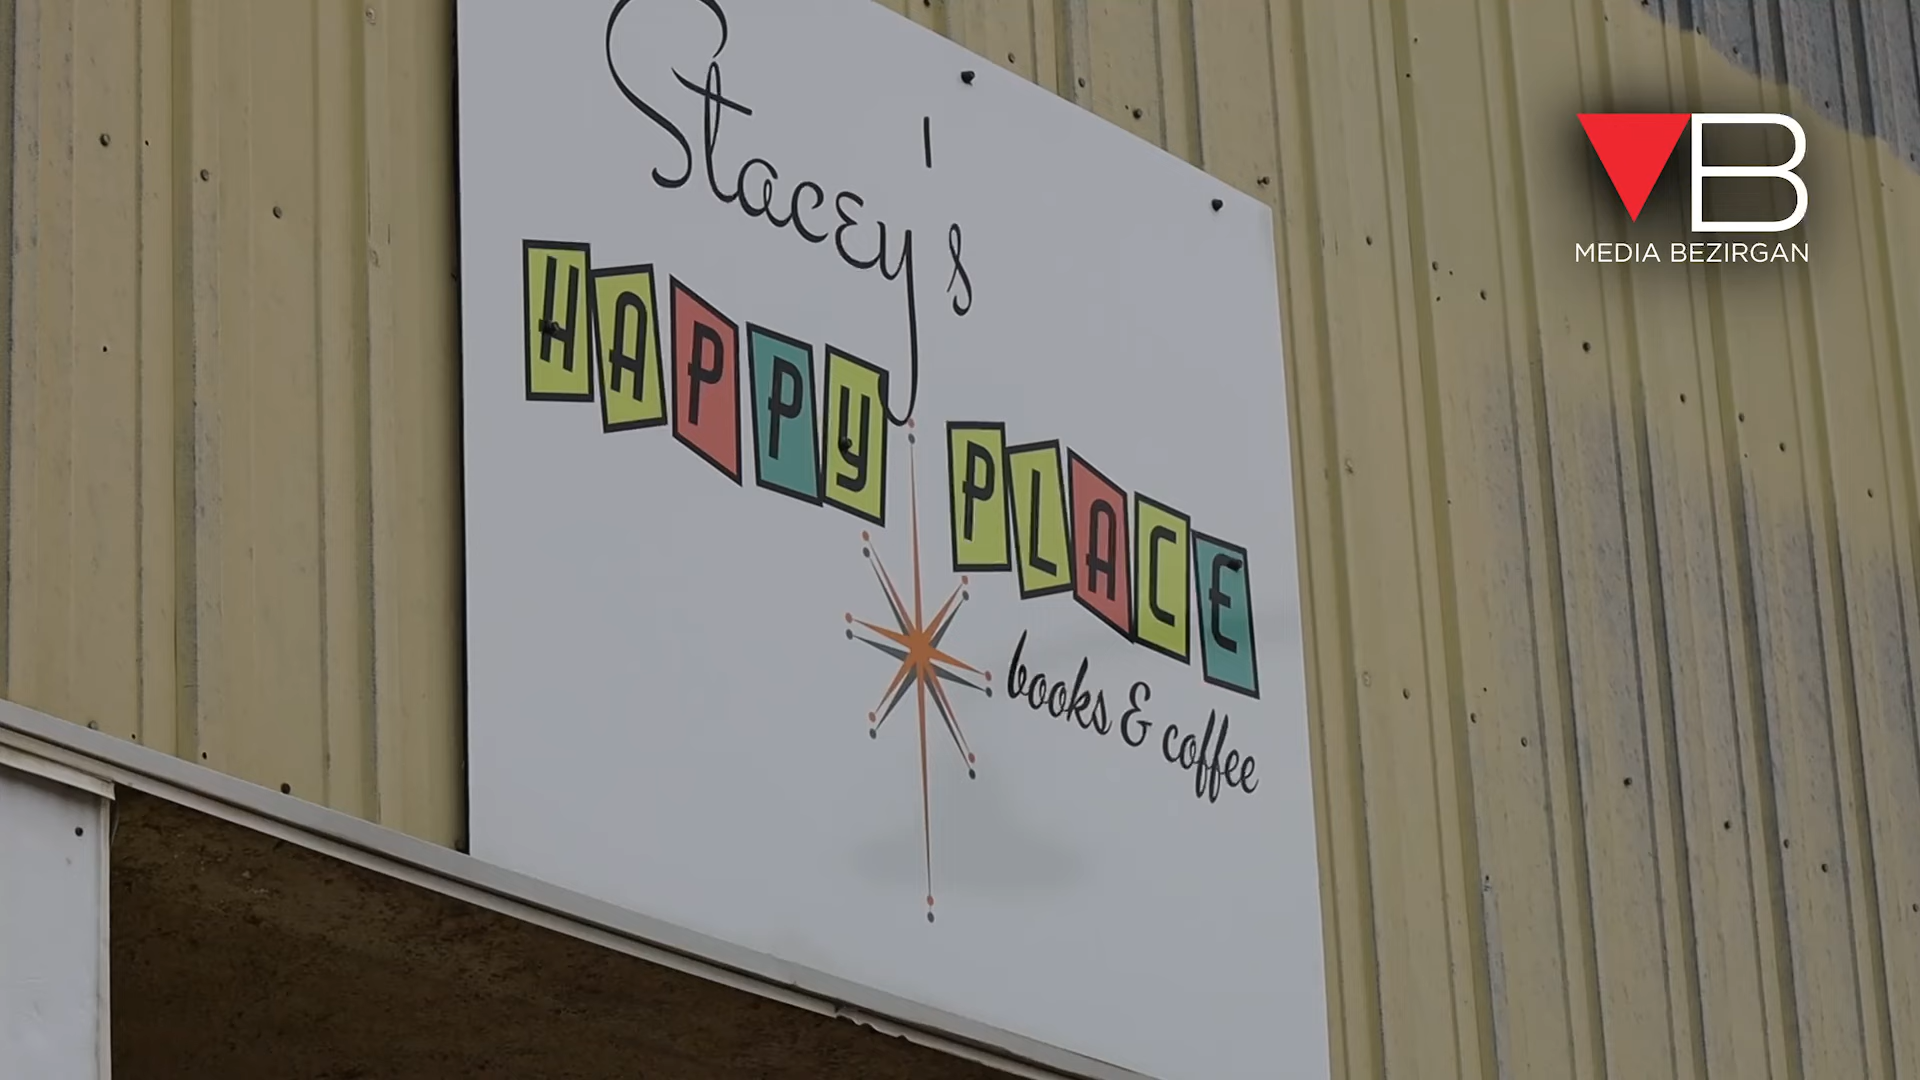 Stacey's
HAPPY PLACE
books & coffee
VB
MEDIA BEZIRGAN